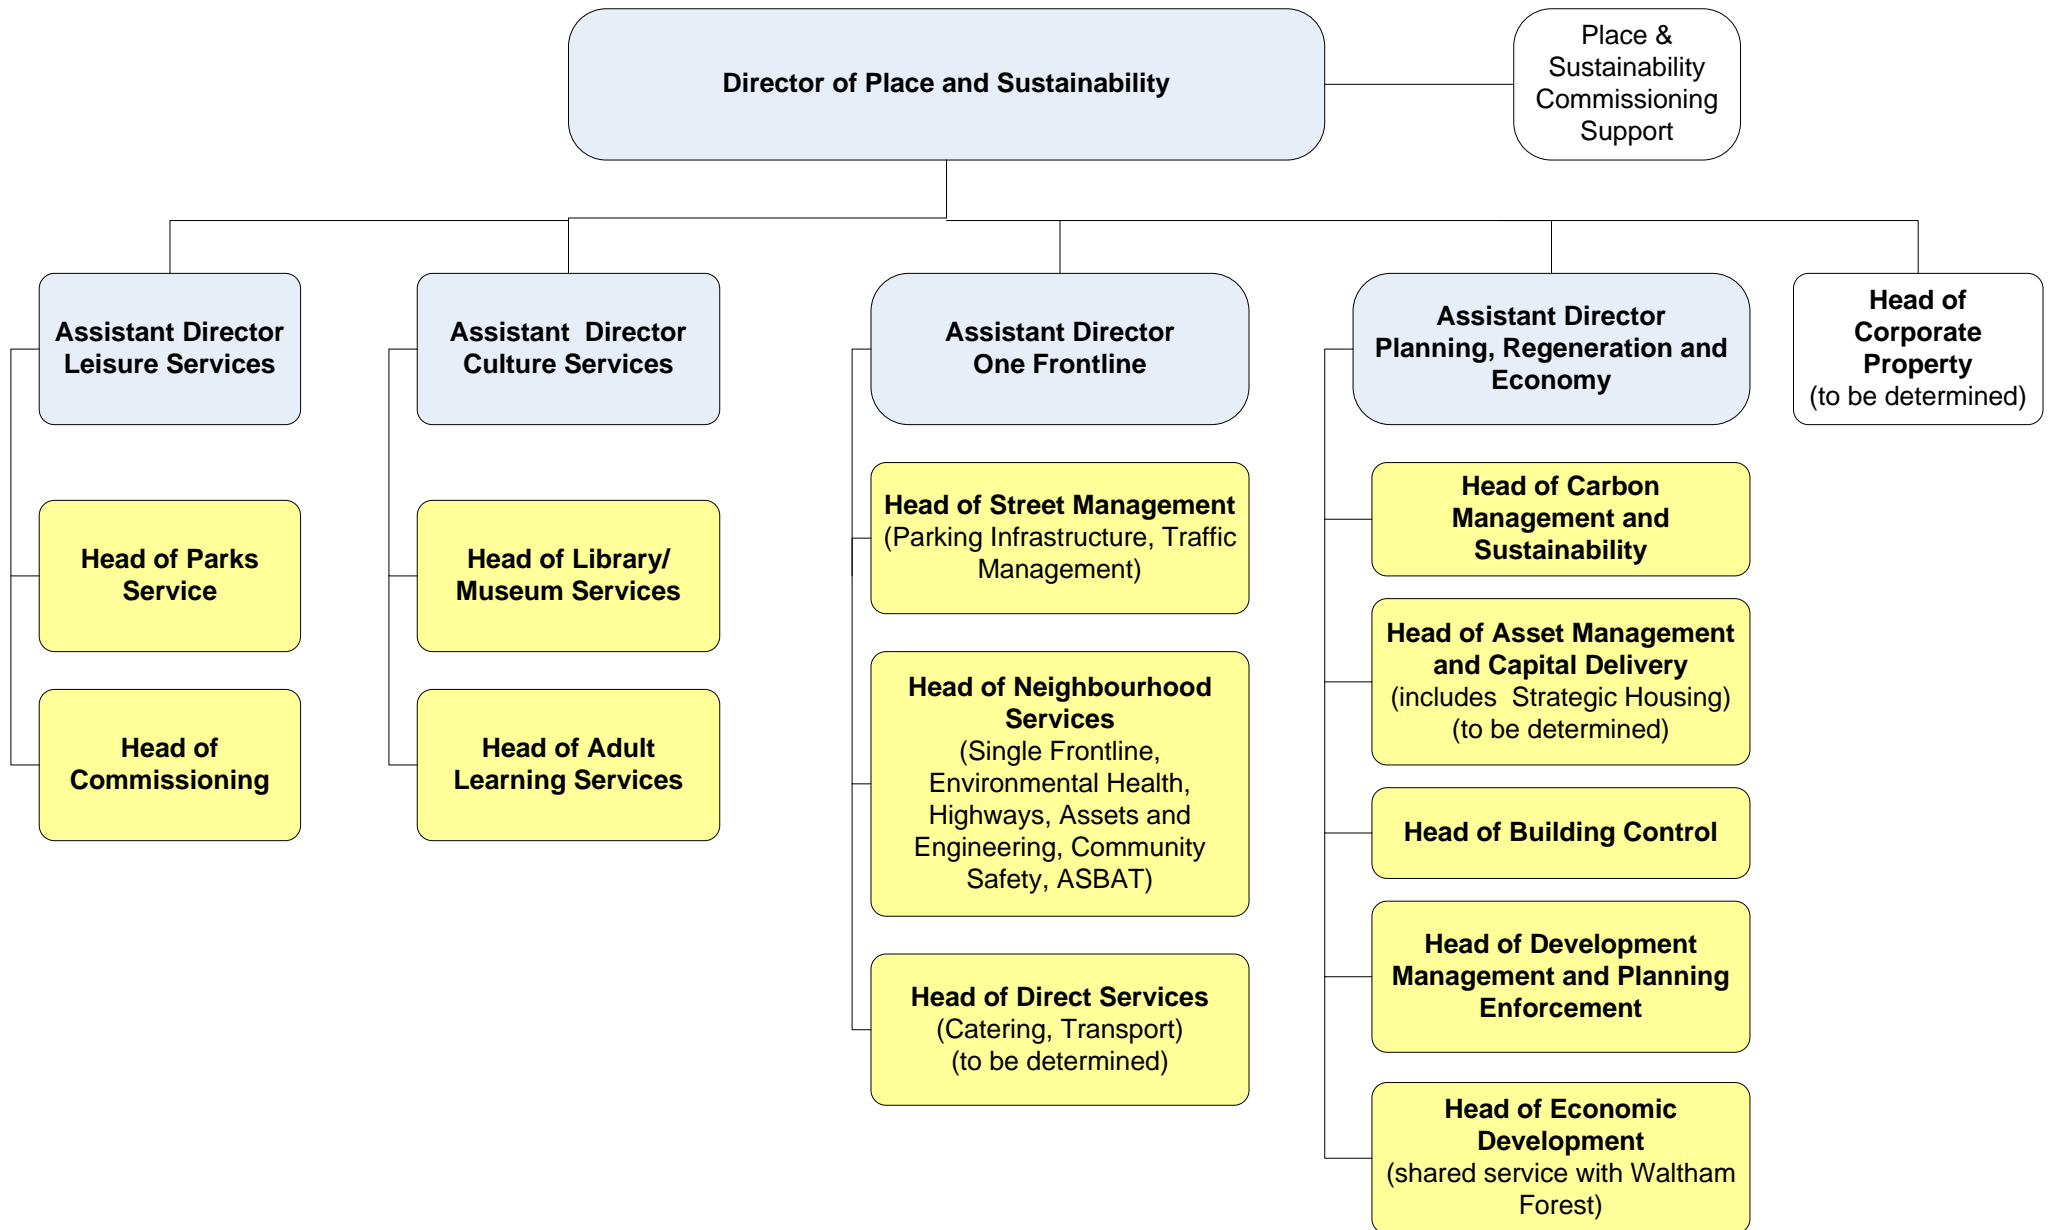 Director of Place and Sustainability
Place &
Sustainability
Commissioning
Support
Assistant Director
Leisure Services
Assistant  Director
Culture Services
Assistant Director
One Frontline
Assistant Director
Planning, Regeneration and
Economy
Head of
Corporate
Property
(to be determined)
Head of Parks
Service
Head of
Commissioning
Head of Library/
Museum Services
Head of Adult
Learning Services
Head of Street Management
(Parking Infrastructure, Traffic
Management)
Head of Neighbourhood
Services
(Single Frontline,
Environmental Health,
Highways, Assets and
Engineering, Community
Safety, ASBAT)
Head of Direct Services
(Catering, Transport)
(to be determined)
Head of Carbon
Management and
Sustainability
Head of Asset Management
and Capital Delivery
(includes  Strategic Housing)
(to be determined)
Head of Building Control
Head of Development
Management and Planning
Enforcement
Head of Economic
Development
(shared service with Waltham
Forest)